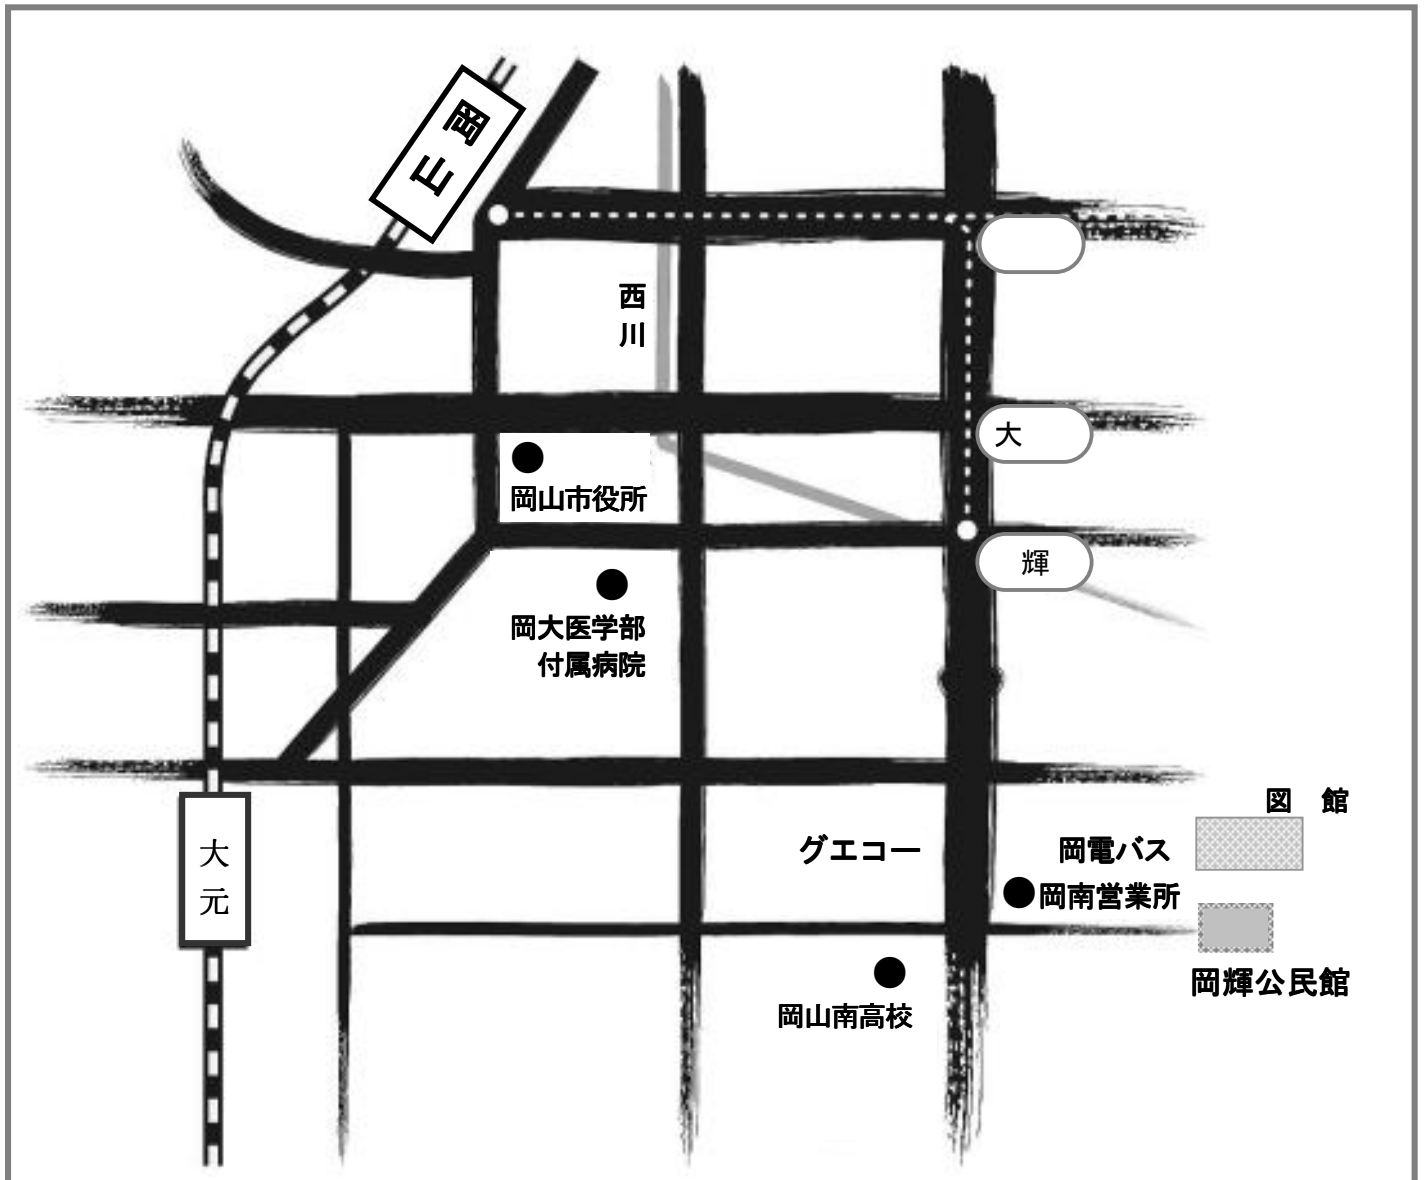 岡山
西川
大
岡山市役所
輝
岡大医学部
付属病院
大元
図 館
グエコー
岡電バス
岡南営業所
岡輝公民館
岡山南高校